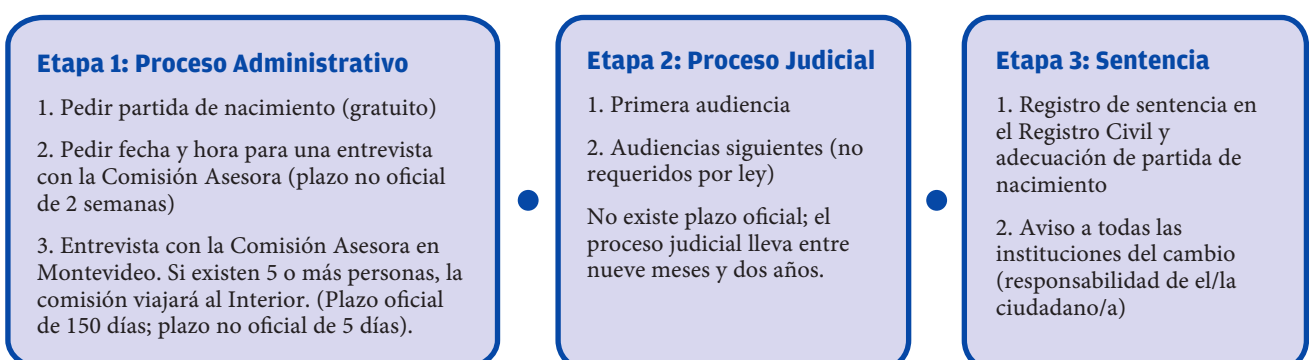 Etapa 1: Proceso Administrativo
1. Pedir partida de nacimiento (gratuito)
2. Pedir fecha y hora para una entrevista
con la Comisión Asesora (plazo no oficial
de 2 semanas)
3. Entrevista con la Comisión Asesora en
Montevideo. Si existen 5 o más personas, la
comisión viajará al Interior. (Plazo oficial
de 150 días; plazo no oficial de 5 días).
Etapa 2: Proceso Judicial
1. Primera audiencia
2. Audiencias siguientes (no
requeridos por ley)
No existe plazo oficial; el
proceso judicial lleva entre
nueve meses y dos años.
Etapa 3: Sentencia
1. Registro de sentencia en
el Registro Civil y
adecuación de partida de
nacimiento
2. Aviso a todas las
instituciones del cambio
(responsabilidad de el/la
ciudadano/a)